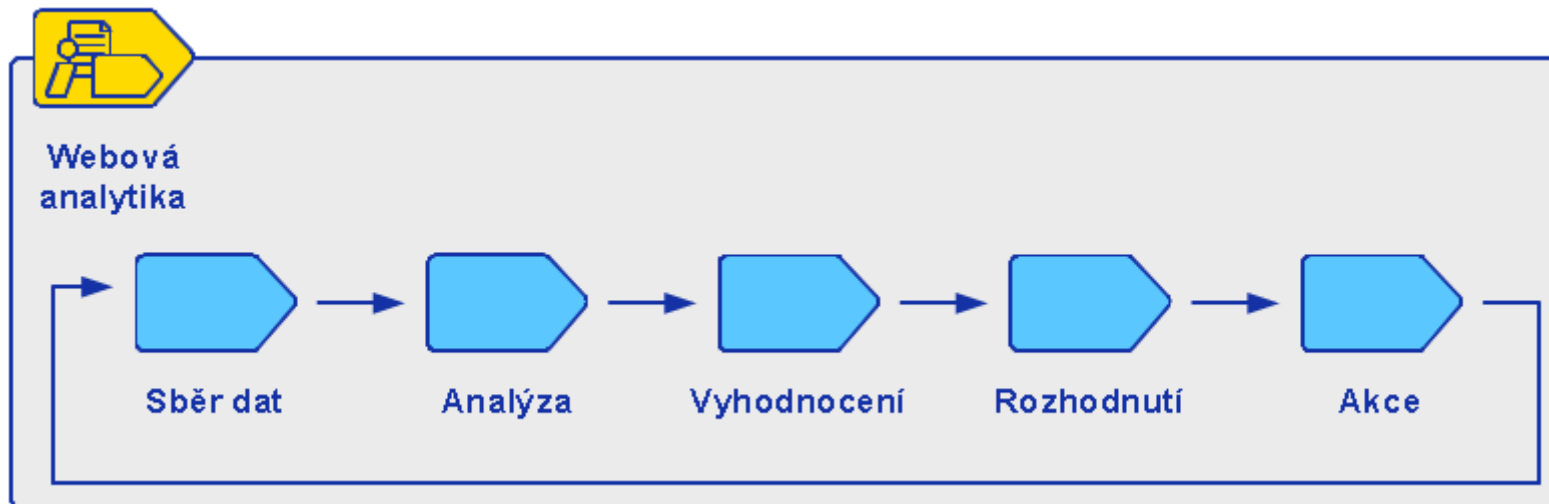 Webová
analytika
Sběr dat
Analýza
Vyhodnocení
Rozhodnutí
Akce